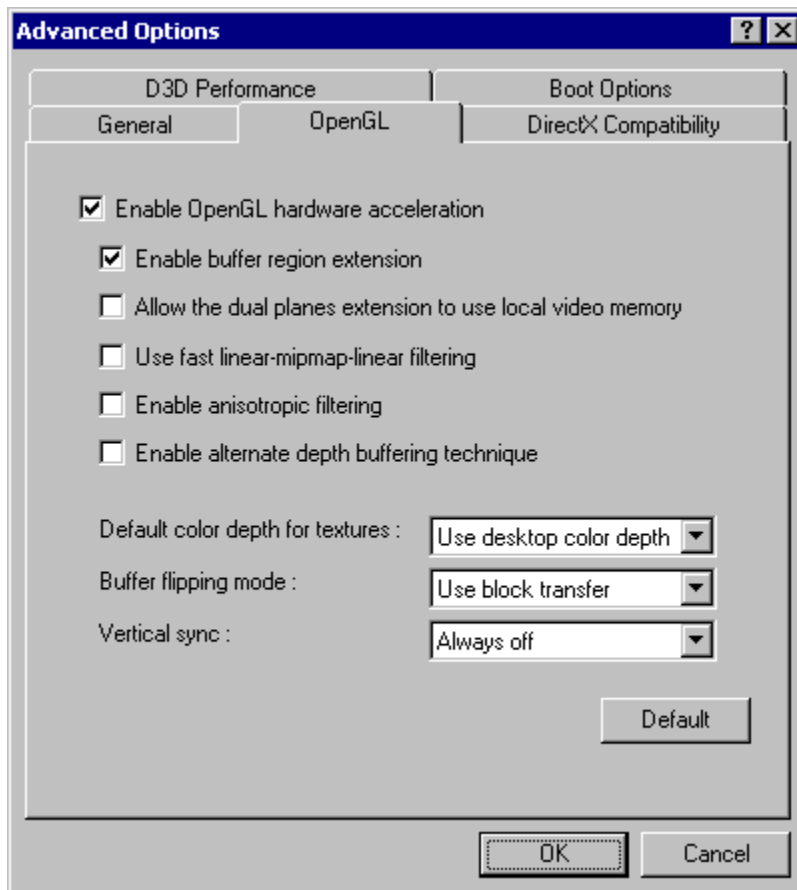 Advanced Options
D3D Performance Boot Options
General OpenGL DirectX Compatibility
Enable OpenGL hardware acceleration
Enable buffer region extension
Allow the dual planes extension to use local video memory
Use fast linear-mipmap-linear filtering
Enable anisotropic filtering
Enable alternate depth buffering technique
Default color depth for textures : Use desktop color depth
Buffer flipping mode : Use block transfer
Vertical sync : Always off
Default
OK Cancel